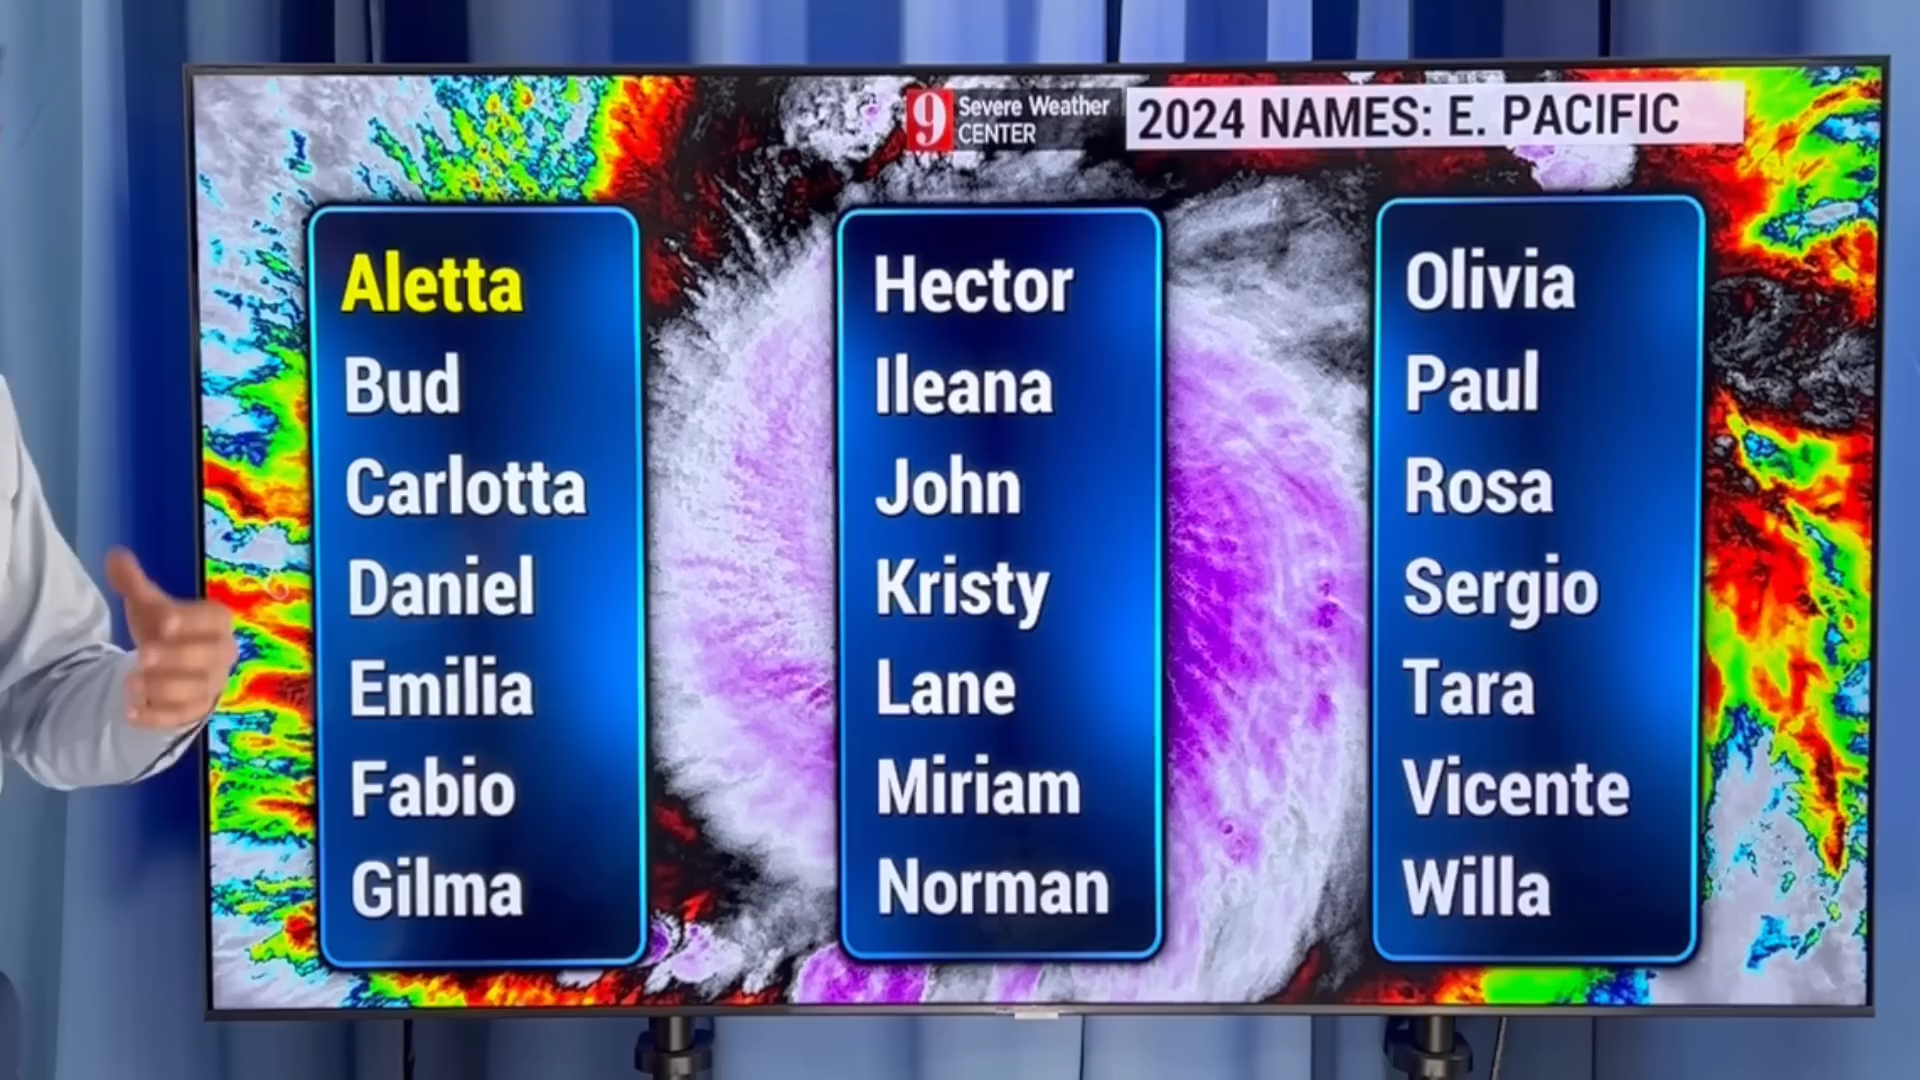 9 Severe Weather
CENTER
2024 NAMES: E. PACIFIC
Aletta
Bud
Carlotta
Daniel
Emilia
Fabio
Gilma
Hector
Ileana
John
Kristy
Lane
Miriam
Norman
Olivia
Paul
Rosa
Sergio
Tara
Vicente
Willa